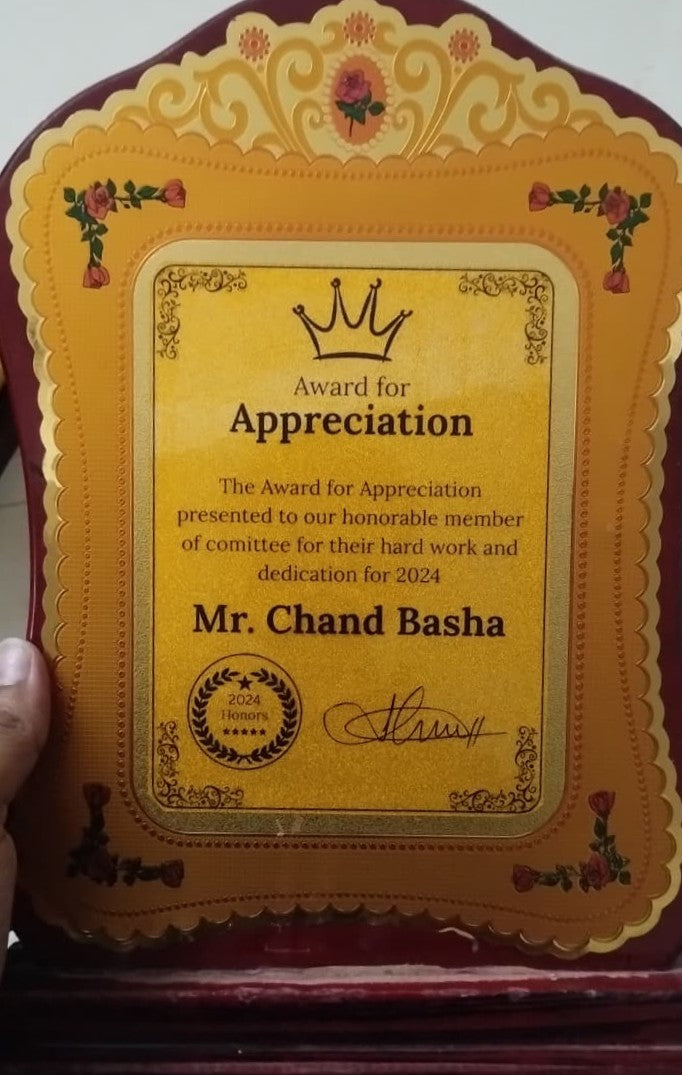 Award for
Appreciation
The Award for Appreciation
presented to our honorable member
of comittee for their hard work and
dedication for 2024
Mr. Chand Basha
2024
Honors